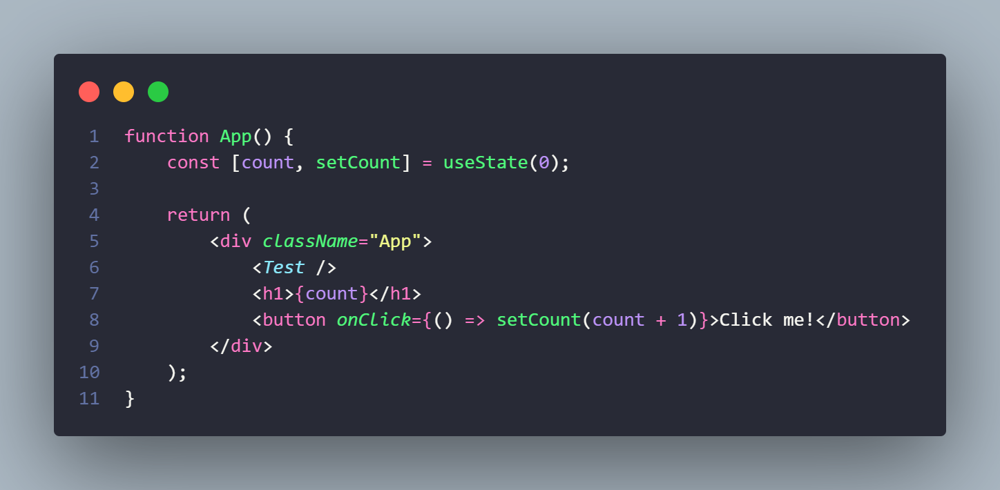 1 function App() {
2     const [count, setCount] = useState(0);
3
4     return (
5         <div className="App">
6             <Test />
7             <h1>{count}</h1>
8             <button onClick={() => setCount(count + 1)}>Click me!</button>
9         </div>
10     );
11 }